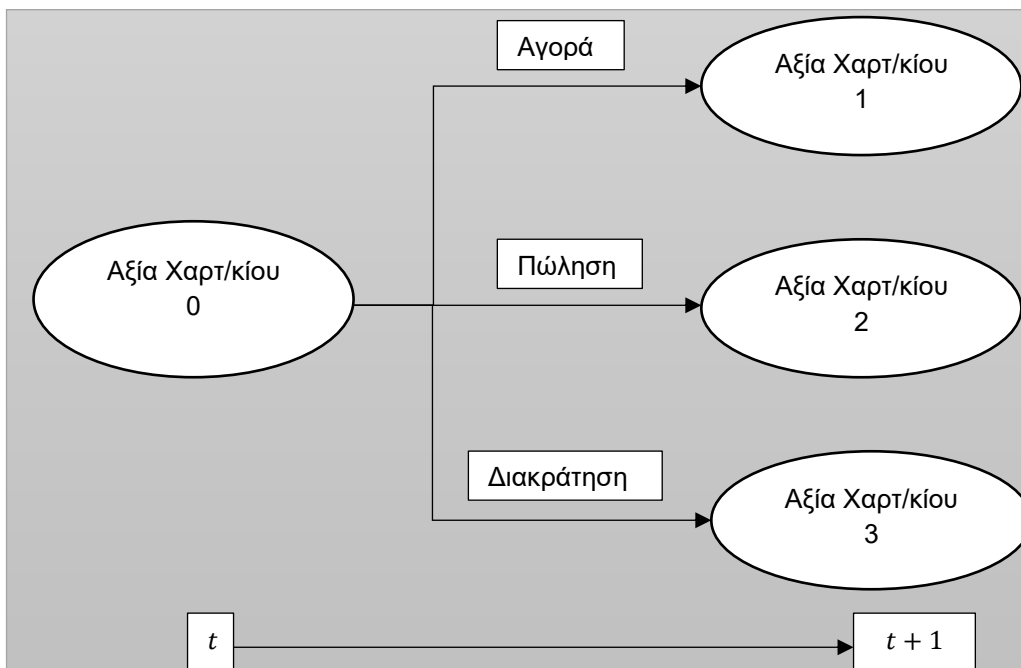 Αγορά
Αξία Χαρτ/κίου
1
Αξία Χαρτ/κίου
0
Πώληση
Αξία Χαρτ/κίου
2
Διακράτηση
Αξία Χαρτ/κίου
3
t
t + 1